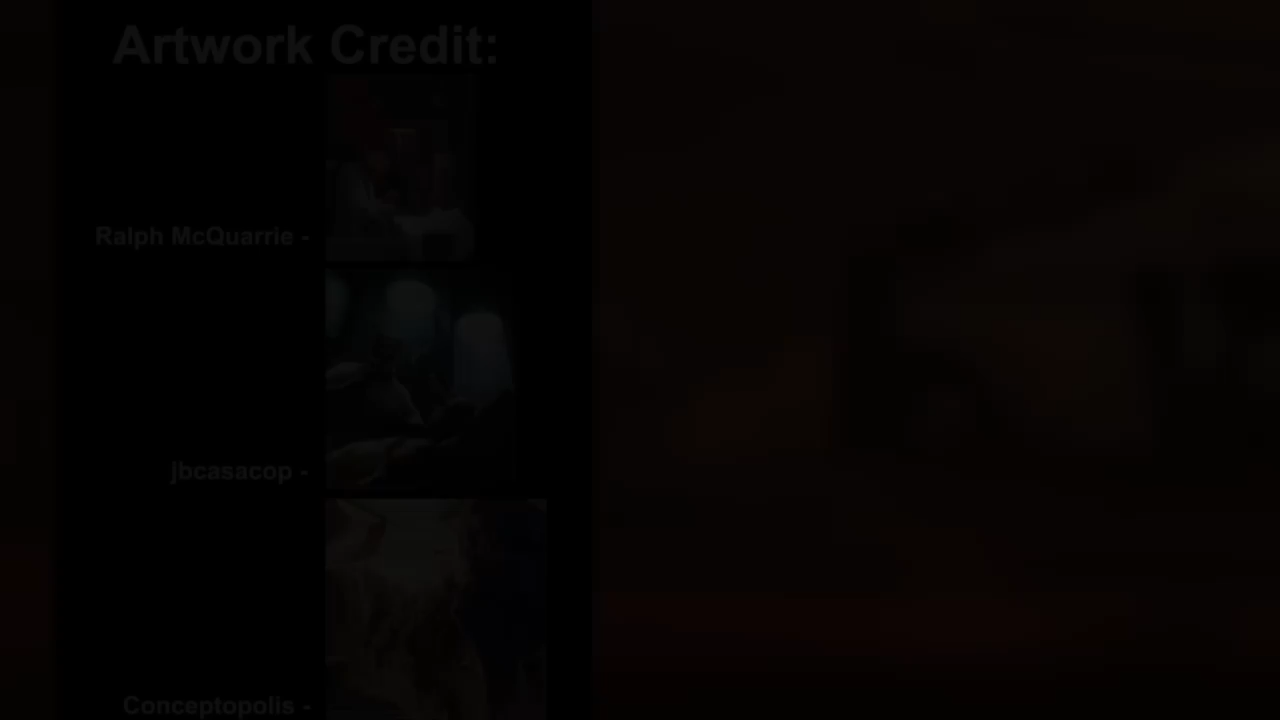 Artwork Credit:
Ralph McQuarrie -
jbcasacop -
Conceptopolis -